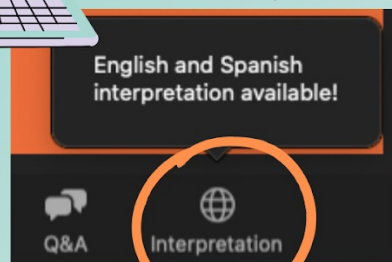 English and Spanish
interpretation available!
Q&A
Interpretation